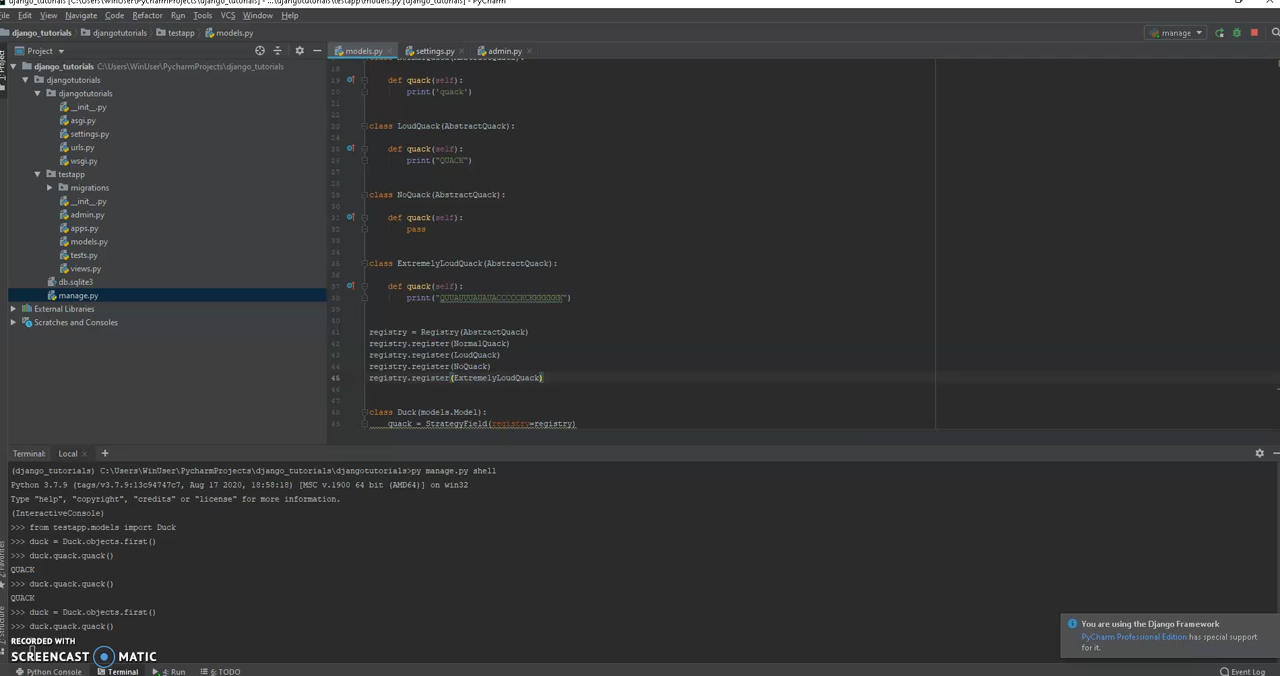 django_tutorials [C:\Users\WinUser\PycharmProjects\django_tutorials] - ...\djangotutorials\testapp\models.py [django_tutorials] - PyCharm
Edit View Navigate Code Refactor Run Tools VCS Window Help
django_tutorials djangotutorials testapp models.py manage
Project models.py settings.py admin.py
1: Project
django_tutorials C:\Users\WinUser\PycharmProjects\django_tutorials
djangotutorials
djangotutorials
__init__.py
asgi.py
settings.py
urls.py
wsgi.py
testapp
migrations
__init__.py
admin.py
apps.py
models.py
tests.py
views.py
db.sqlite3
manage.py
External Libraries
Scratches and Consoles
18
19 def quack(self):
20 print('quack')
class LoudQuack(AbstractQuack):
def quack(self):
print("QUACK")
class NoQuack(AbstractQuack):
def quack(self):
pass
class ExtremelyLoudQuack(AbstractQuack):
def quack(self):
registry = Registry(AbstractQuack)
registry.register(NormalQuack)
registry.register(LoudQuack)
registry.register(NoQuack)
registry.register(ExtremelyLoudQuack)
class Duck(models.Model):
quack = StrategyField(registry=registry)
Terminal: Local +
(django_tutorials) C:\Users\WinUser\PycharmProjects\django_tutorials\djangotutorials>py manage.py shell
Python 3.7.9 (tags/v3.7.9:13c94747c7, Aug 17 2020, 18:58:18) [MSC v.1900 64 bit (AMD64)] on win32
Type "help", "copyright", "credits" or "license" for more information.
(InteractiveConsole)
>>> from testapp.models import Duck
>>> duck = Duck.objects.first()
>>> duck.quack.quack()
QUACK
>>> duck.quack.quack()
QUACK
>>> duck = Duck.objects.first()
>>> duck.quack.quack()
You are using the Django Framework
PyCharm Professional Edition has special support
for it.
RECORDED WITH
SCREENCAST MATIC
Python Console Terminal 4: Run 6: TODO Event Log